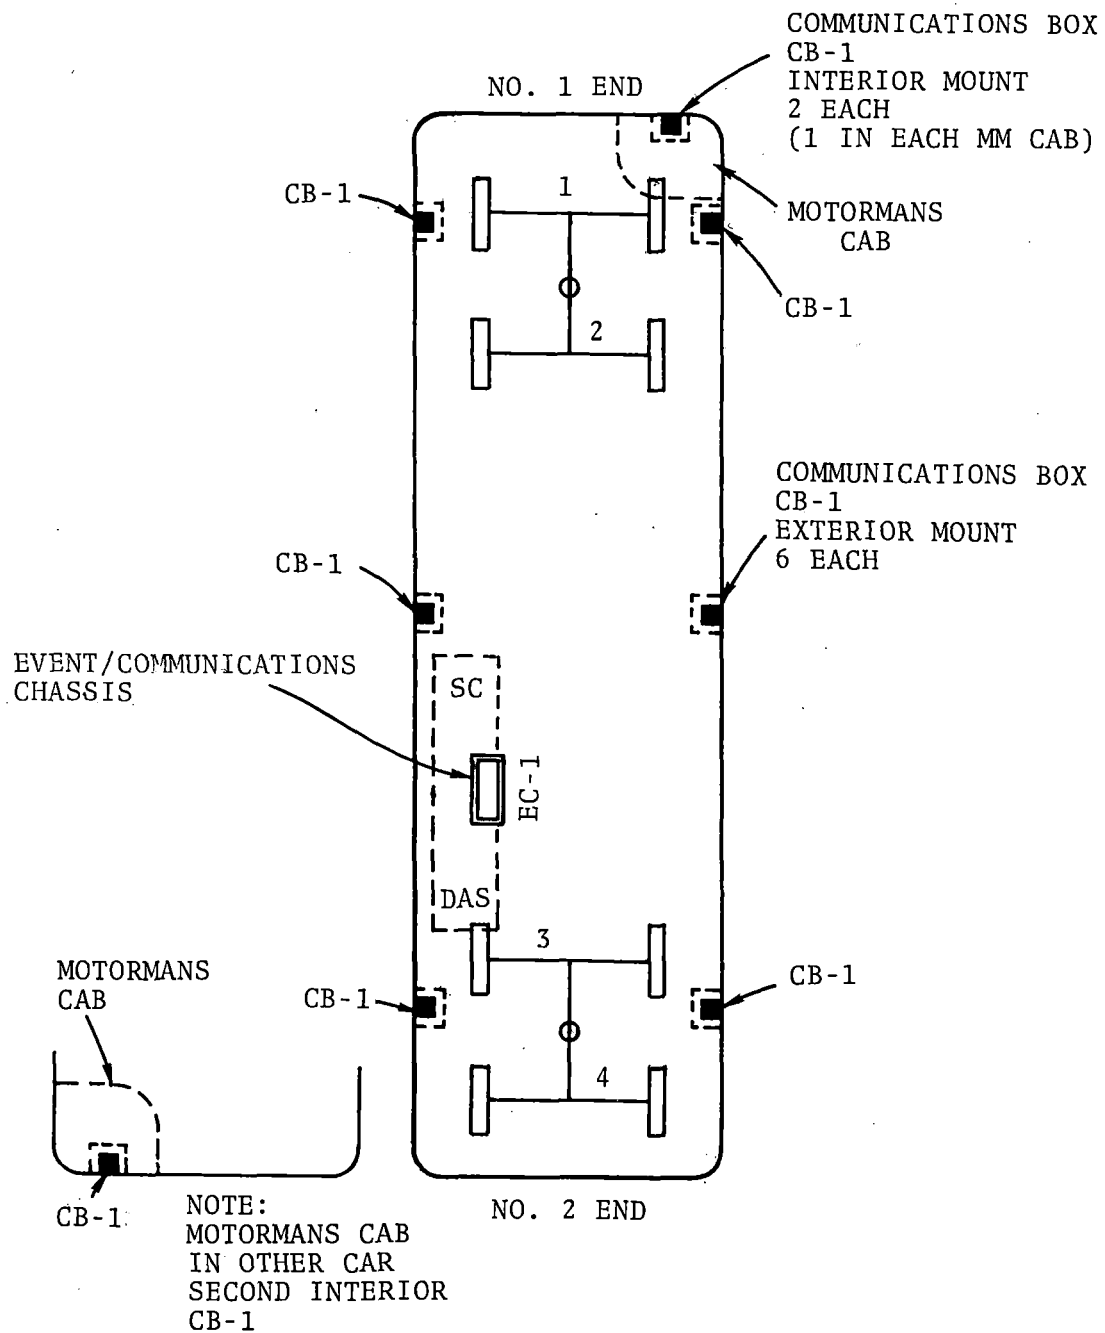 COMMUNICATIONS BOX
CB-1
INTERIOR MOUNT
2 EACH
(1 IN EACH MM CAB)
NO. 1 END
CB-1
1
MOTORMANS
CAB
CB-1
2
COMMUNICATIONS BOX
CB-1
EXTERIOR MOUNT
6 EACH
CB-1
EVENT/COMMUNICATIONS
CHASSIS
SC
EC-1
DAS
3
MOTORMANS
CAB
CB-1
CB-1
4
CB-1
NOTE:
MOTORMANS CAB
IN OTHER CAR
SECOND INTERIOR
CB-1
NO. 2 END